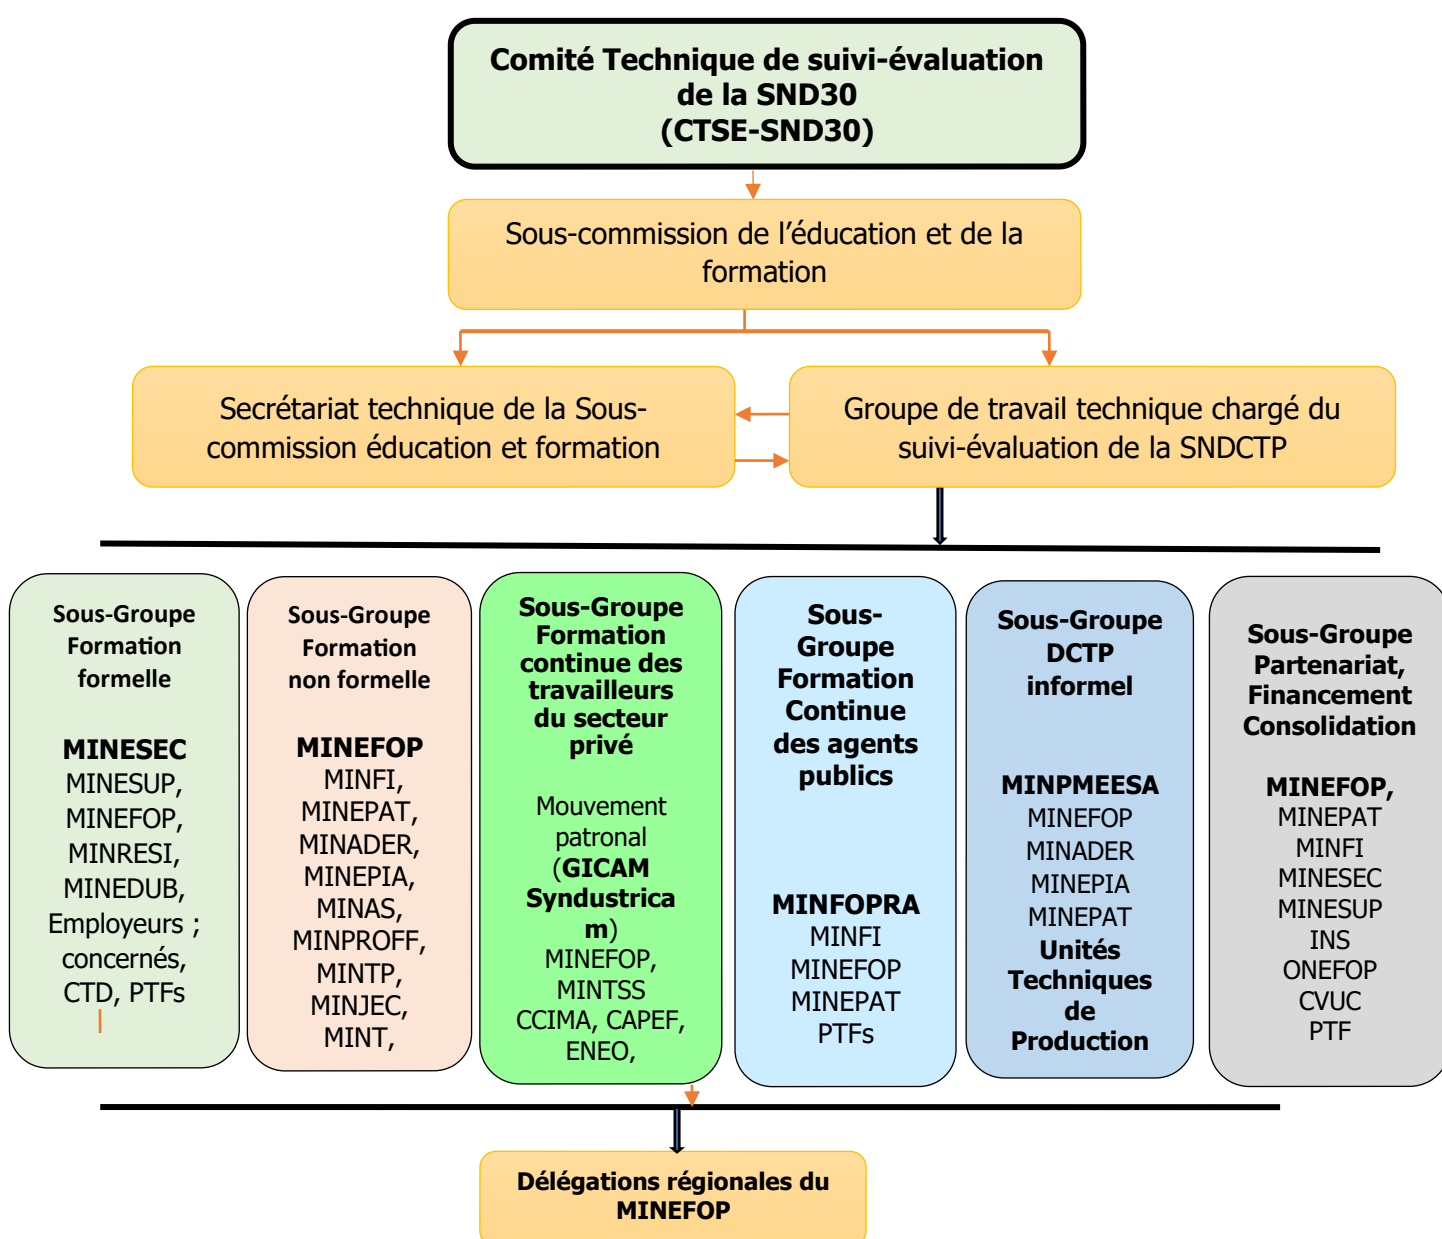 Comité Technique de suivi-évaluation
de la SND30
(CTSE-SND30)
Sous-commission de l’éducation et de la
formation
Secrétariat technique de la Sous-
commission éducation et formation
Groupe de travail technique chargé du
suivi-évaluation de la SNDCTP
Sous-Groupe
Formation
formelle
MINESEC
MINESUP,
MINEFOP,
MINRESI,
MINEDUB,
Employeurs ;
concernés,
CTD, PTFs
Sous-Groupe
Formation
non formelle
MINEFOP
MINFI,
MINEPAT,
MINADER,
MINEPIA,
MINAS,
MINPROFF,
MINTP,
MINJEC,
MINT,
Sous-Groupe
Formation
continue des
travailleurs
du secteur
privé
Mouvement
patronal
(GICAM
Syndustrica
m)
MINEFOP,
MINTSS
CCIMA, CAPEF,
ENEO,
Sous-
Groupe
Formation
Continue
des agents
publics
MINFOPRA
MINFI
MINEFOP
MINEPAT
PTFs
Sous-Groupe
DCTP
informel
MINPMEESA
MINEFOP
MINADER
MINEPIA
MINEPAT
Unités
Techniques
de
Production
Sous-Groupe
Partenariat,
Financement
Consolidation
MINEFOP,
MINEPAT
MINFI
MINESEC
MINESUP
INS
ONEFOP
CVUC
PTF
Délégations régionales du
MINEFOP